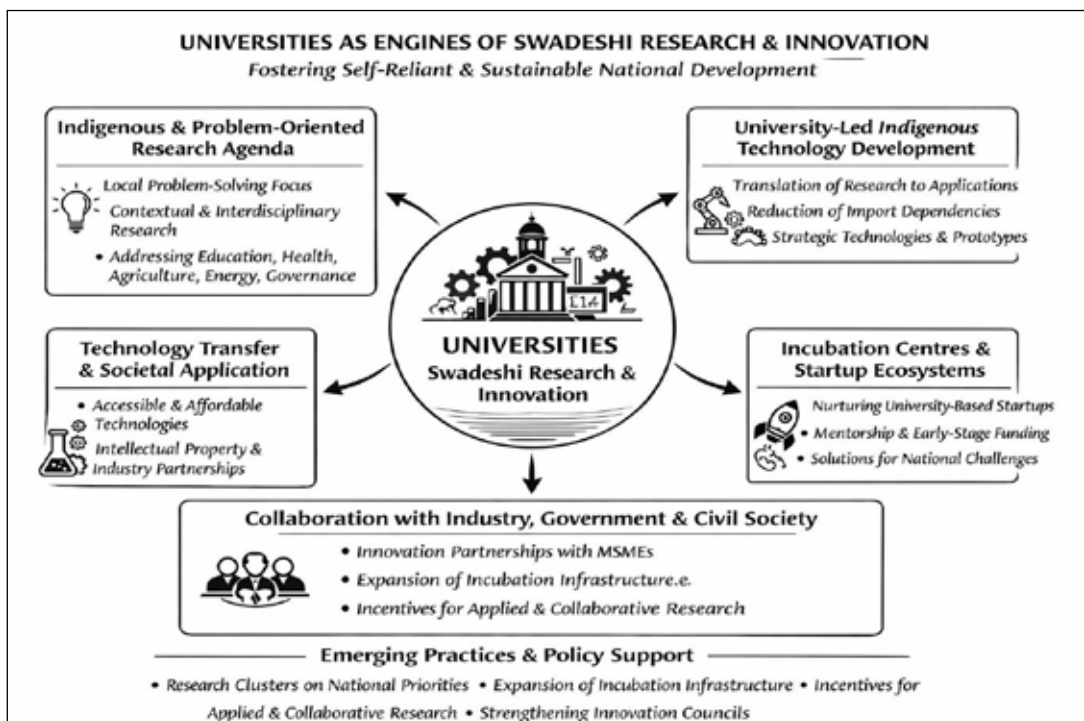 UNIVERSITIES AS ENGINES OF SWADESHI RESEARCH & INNOVATION
Fostering Self-Reliant & Sustainable National Development
Indigenous & Problem-Oriented
Research Agenda
Local Problem-Solving Focus
Contextual & Interdisciplinary
Research
• Addressing Education, Health,
Agriculture, Energy, Governance
University-Led Indigenous
Technology Development
Translation of Research to Applications
Reduction of Import Dependencies
Strategic Technologies & Prototypes
UNIVERSITIES
Swadeshi Research &
Innovation
Technology Transfer
& Societal Application
• Accessible & Affordable
Technologies
Intellectual Property &
Industry Partnerships
Incubation Centres &
Startup Ecosystems
Nurturing University-Based Startups
• Mentorship & Early-Stage Funding
• Solutions for National Challenges
Collaboration with Industry, Government & Civil Society
• Innovation Partnerships with MSMEs
• Expansion of Incubation Infrastructure.e.
• Incentives for Applied & Collaborative Research
Emerging Practices & Policy Support
• Research Clusters on National Priorities • Expansion of Incubation Infrastructure • Incentives for
Applied & Collaborative Research • Strengthening Innovation Councils